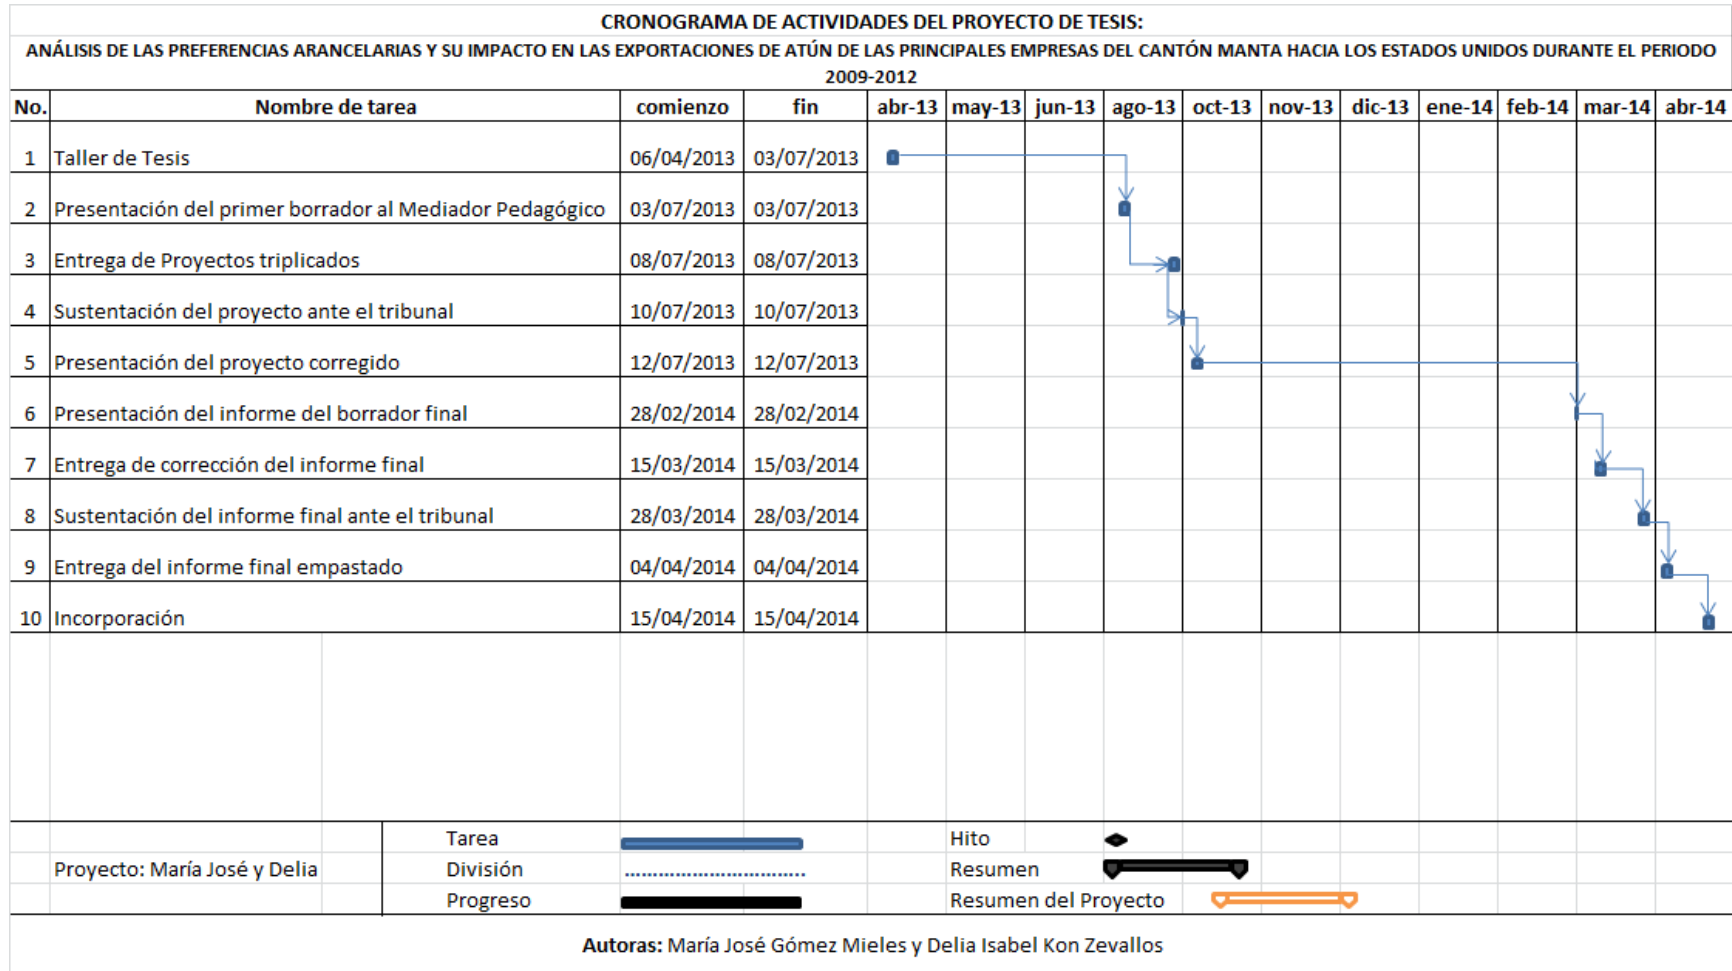 CRONOGRAMA DE ACTIVIDADES DEL PROYECTO DE TESIS:
ANÁLISIS DE LAS PREFERENCIAS ARANCELARIAS Y SU IMPACTO EN LAS EXPORTACIONES DE ATÚN DE LAS PRINCIPALES EMPRESAS DEL CANTÓN MANTA HACIA LOS ESTADOS UNIDOS DURANTE EL PERIODO
2009-2012
No. Nombre de tarea comienzo fin abr-13 may-13 jun-13 ago-13 oct-13 nov-13 dic-13 ene-14 feb-14 mar-14 abr-14
1 Taller de Tesis 06/04/2013 03/07/2013
2 Presentación del primer borrador al Mediador Pedagógico 03/07/2013 03/07/2013
3 Entrega de Proyectos triplicados 08/07/2013 08/07/2013
4 Sustentación del proyecto ante el tribunal 10/07/2013 10/07/2013
5 Presentación del proyecto corregido 12/07/2013 12/07/2013
6 Presentación del informe del borrador final 28/02/2014 28/02/2014
7 Entrega de corrección del informe final 15/03/2014 15/03/2014
8 Sustentación del informe final ante el tribunal 28/03/2014 28/03/2014
9 Entrega del informe final empastado 04/04/2014 04/04/2014
10 Incorporación 15/04/2014 15/04/2014
Tarea Hito
Proyecto: María José y Delia División Resumen
Progreso Resumen del Proyecto
Autoras: María José Gómez Mieles y Delia Isabel Kon Zevallos